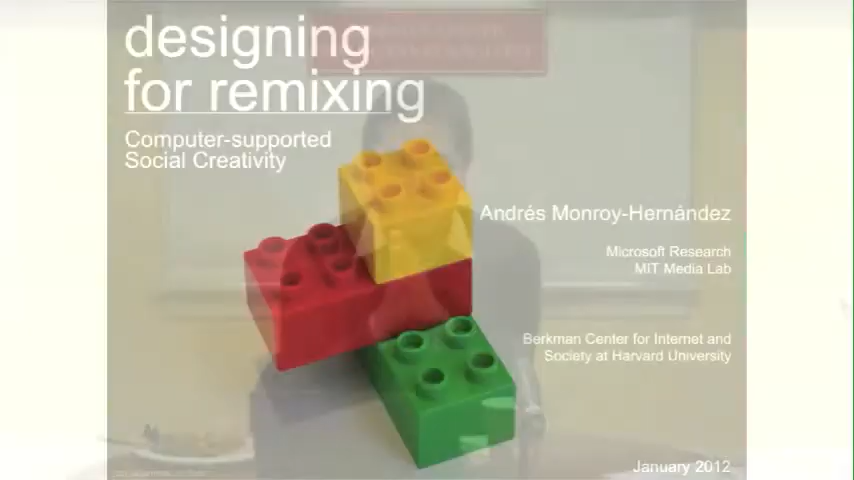 designing
for remixing
Computer-supported
Social Creativity
Andrés Monroy-Hernández
Microsoft Research
MIT Media Lab
Berkman Center for Internet and
Society at Harvard University
January 2012